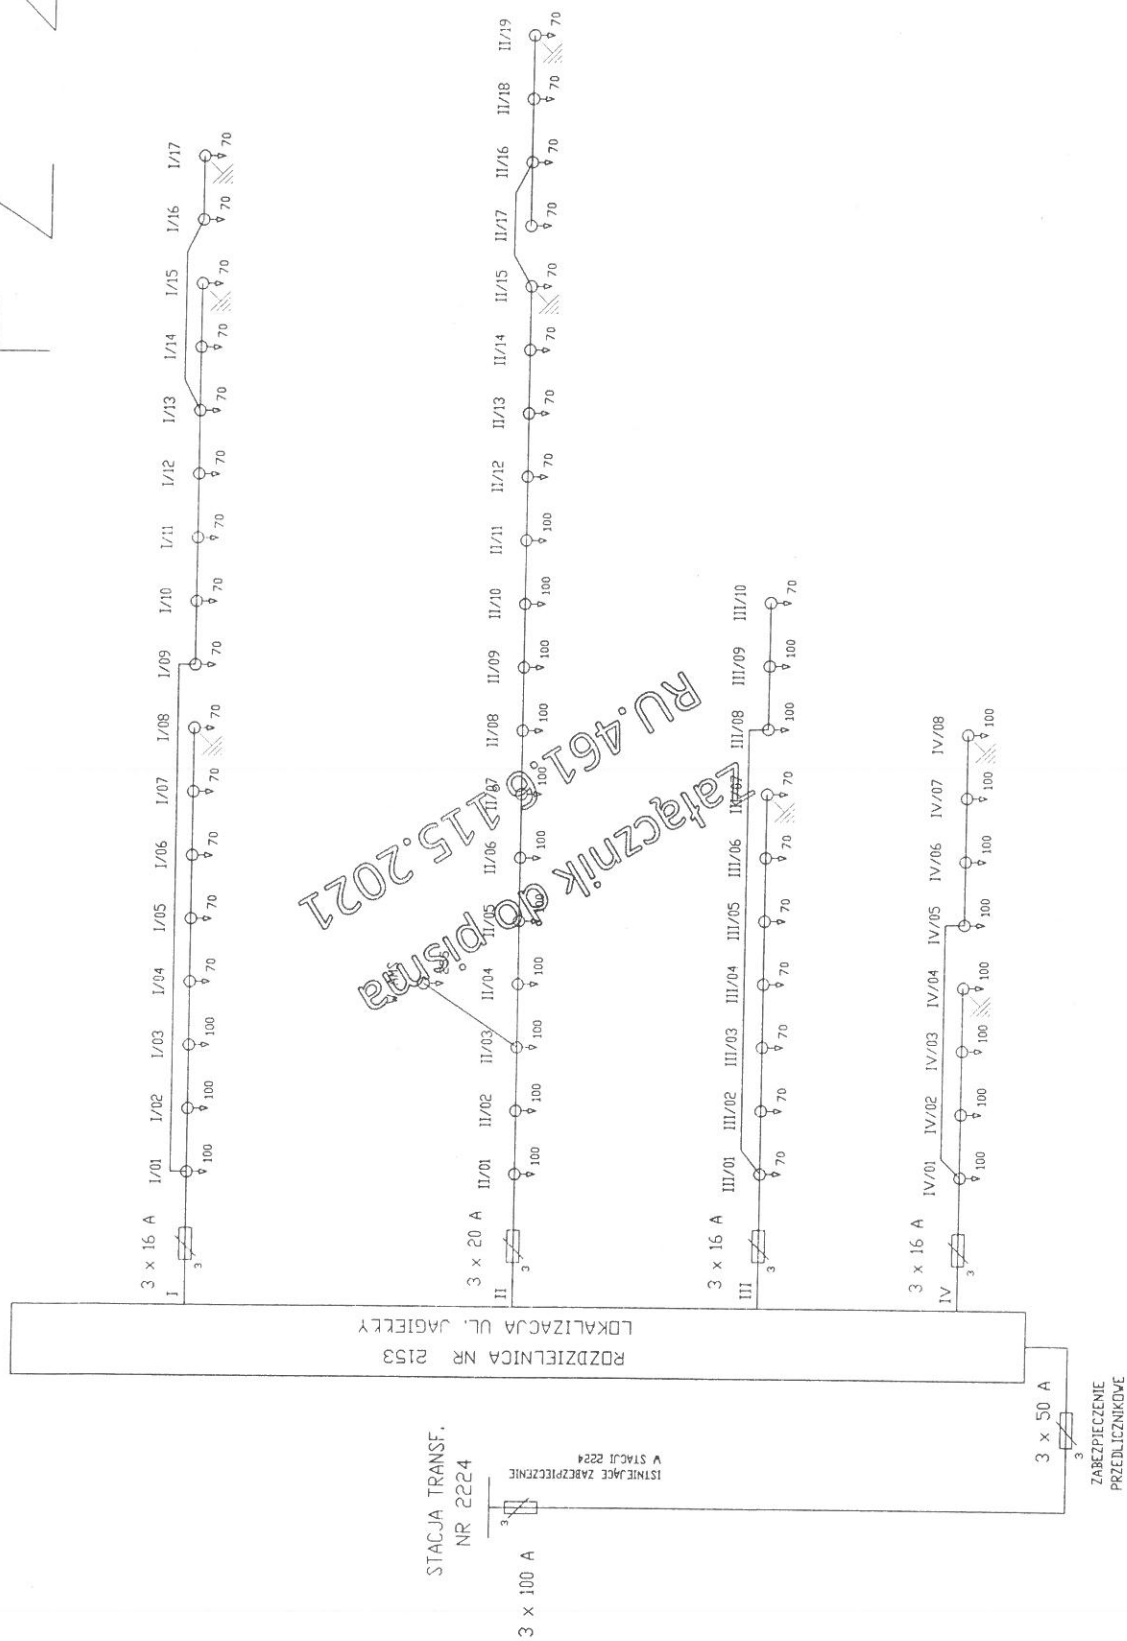 I/01
I/02
I/03
I/04
I/05
I/06
I/07
I/08
I/09
I/10
I/11
I/12
I/13
I/14
I/15
I/16
I/17
100
100
100
70
70
70
70
70
70
70
70
70
70
70
70
70
70
3 x 16 A
I
3
II/01
II/02
II/03
II/04
II/05
II/06
II/07
II/08
II/09
II/10
II/11
II/12
II/13
II/14
II/15
II/17
II/16
II/18
II/19
100
100
100
100
100
100
100
100
100
100
100
70
70
70
70
70
70
70
70
3 x 20 A
II
3
III/01
III/02
III/03
III/04
III/05
III/06
III/07
III/08
III/09
III/10
70
70
70
70
70
70
70
100
100
70
3 x 16 A
III
3
IV/01
IV/02
IV/03
IV/04
IV/05
IV/06
IV/07
IV/08
100
100
100
100
100
100
100
100
3 x 16 A
IV
3
ROZDZIELNICA NR 2153
LOKALIZACJA UL. JAGIEŁŁY
STACJA TRANSF.
NR 2224
3
3 x 100 A
ISTNIEJĄCE ZABEZPIECZENIE
W STACJI 2224
3 x 50 A
3
ZABEZPIECZENIE
PRZEDLICZNIKOWE
Załącznik do pisma
RU.461.6.115.2021